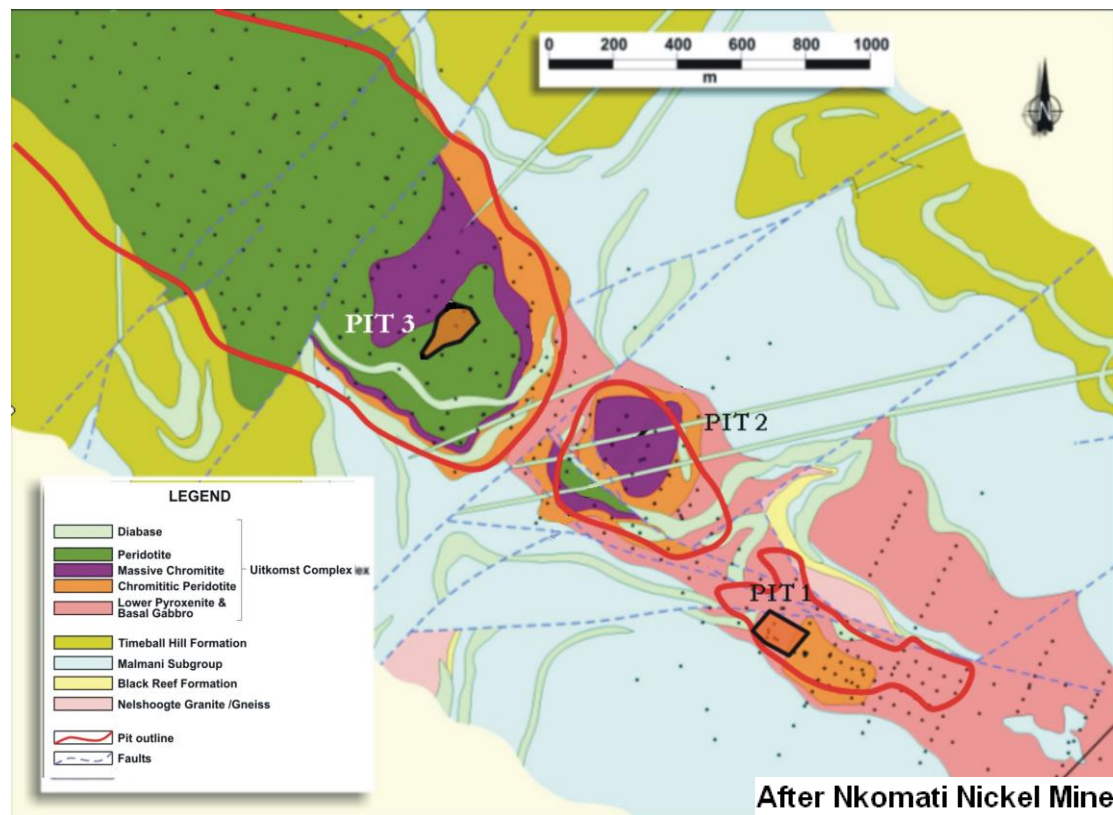 0 200 400 600 800 1000
m
N
PIT 3
PIT 2
PIT 1
LEGEND
Diabase
Peridotite
Massive Chromitite
Chromititic Peridotite
Lower Pyroxenite &
Basal Gabbro
Uitkomst Complex
Timeball Hill Formation
Malmani Subgroup
Black Reef Formation
Nelshoogte Granite /Gneiss
Pit outline
Faults
After Nkomati Nickel Mine